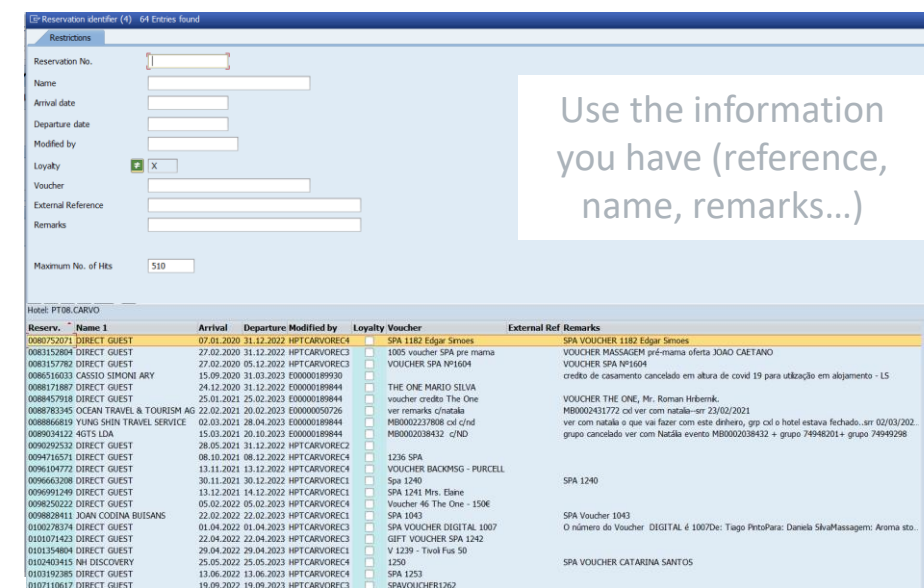 Reservation identifier (4) 64 Entries found
Restrictions
Reservation No.
Name
Arrival date
Departure date
Modified by
Loyalty ≠ X
Voucher
External Reference
Remarks
Maximum No. of Hits 510
Use the information
you have (reference,
name, remarks…)
Hotel: PT08.CARVO
Reserv. Name 1 Arrival Departure Modified by Loyalty Voucher External Ref Remarks
0080752071 DIRECT GUEST 07.01.2020 31.12.2022 HPTCARVOREC4 SPA 1182 Edgar Simoes SPA VOUCHER 1182 Edgar Simoes
0083152804 DIRECT GUEST 27.02.2020 31.12.2022 HPTCARVOREC3 1005 voucher SPA pre mama VOUCHER MASSAGEM pré-mama oferta JOAO CAETANO
0083157782 DIRECT GUEST 27.02.2020 05.12.2022 HPTCARVOREC3 VOUCHER SPA Nº1604 VOUCHER SPA Nº1604
0086516033 CASSIO SIMONE ARY 15.09.2020 31.03.2023 E00000189930 credito de casamento cancelado em altura de covid 19 para utilização em alojamento - LS
0088171887 DIRECT GUEST 24.12.2020 31.12.2022 E00000189844 THE ONE MARIO SILVA
0088457918 DIRECT GUEST 25.01.2021 25.02.2023 E00000189844 voucher credito The One VOUCHER THE ONE, Mr. Roman Hribernik.
0088783345 OCEAN TRAVEL & TOURISM AG 22.02.2021 20.02.2023 E00000050726 ver remarks c/natalia MB0002431772 cxl ver com natalia--srr 23/02/2021
0088866819 YUNG SHIN TRAVEL SERVICE 02.03.2021 28.04.2023 E00000189844 MB0002237808 cxl c/nd ver com natalia o que vai fazer com este dinheiro, grp cxl o hotel estava fechado..srr 02/03/202...
0089034122 4GTS LDA 15.03.2021 20.10.2023 E00000189844 MB0002038432 c/ND grupo cancelado ver com Natália evento MB0002038432 + grupo 74948201+ grupo 74949298
0090292532 DIRECT GUEST 28.05.2021 31.12.2022 HPTCARVOREC2
0094716571 DIRECT GUEST 08.10.2021 08.12.2022 HPTCARVOREC4 1236 SPA
0096104772 DIRECT GUEST 13.11.2021 13.12.2022 HPTCARVOREC4 VOUCHER BACKMSG - PURCELL
0096663208 DIRECT GUEST 30.11.2021 30.12.2022 HPTCARVOREC1 Spa 1240 SPA 1240
0096991249 DIRECT GUEST 13.12.2021 14.12.2022 HPTCARVOREC1 SPA 1241 Mrs. Elaine
0098250222 DIRECT GUEST 05.02.2022 05.02.2023 HPTCARVOREC4 Voucher 46 The One - 150€
0098828411 JOAN CODINA BUISANS 22.02.2022 22.02.2023 HPTCARVOREC1 SPA 1043 SPA Voucher 1043
0100278374 DIRECT GUEST 01.04.2022 01.04.2023 HPTCARVOREC3 SPA VOUCHER DIGITAL 1007 O número do Voucher DIGITAL é 1007De: Tiago PintoPara: Daniela SilvaMassagem: Aroma sto..
0101071423 DIRECT GUEST 22.04.2022 22.04.2023 HPTCARVOREC3 GIFT VOUCHER SPA 1242
0101354804 DIRECT GUEST 29.04.2022 29.04.2023 HPTCARVOREC1 V 1239 - Tivoli Fus 50
0102403415 NH DISCOVERY 25.05.2022 25.05.2023 HPTCARVOREC4 1250 SPA VOUCHER CATARINA SANTOS
0103192385 DIRECT GUEST 13.06.2022 13.06.2023 HPTCARVOREC4 SPA 1253
0107110617 DIRECT GUEST 19.09.2022 19.09.2023 HPTCARVOREC3 SPAVOUCHER1262